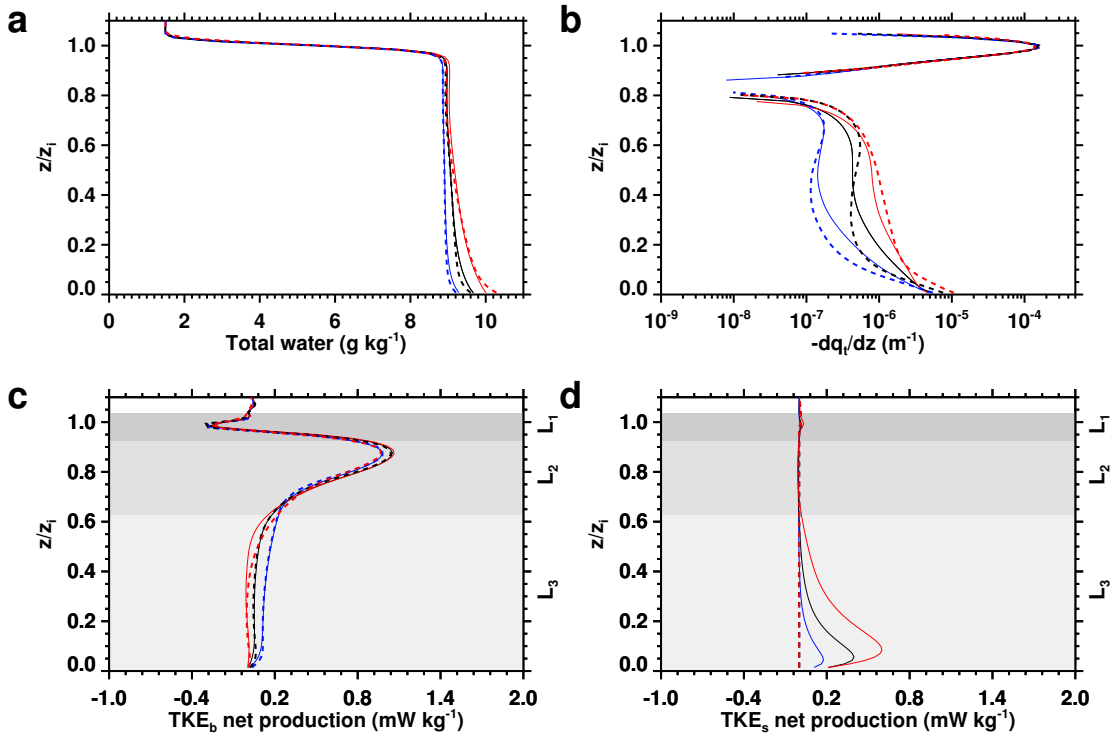 a
b
1.0
0.8
0.6
0.4
0.2
0.0
z/zᵢ
0 2 4 6 8 10
Total water (g kg⁻¹)
1.0
0.8
0.6
0.4
0.2
0.0
z/zᵢ
10⁻⁹ 10⁻⁸ 10⁻⁷ 10⁻⁶ 10⁻⁵ 10⁻⁴
-dqₜ/dz (m⁻¹)
c
d
1.0
0.8
0.6
0.4
0.2
0.0
z/zᵢ
L₁
L₂
L₃
-1.0 -0.4 0.2 0.8 1.4 2.0
TKE_b net production (mW kg⁻¹)
1.0
0.8
0.6
0.4
0.2
0.0
z/zᵢ
L₁
L₂
L₃
-1.0 -0.4 0.2 0.8 1.4 2.0
TKEₛ net production (mW kg⁻¹)